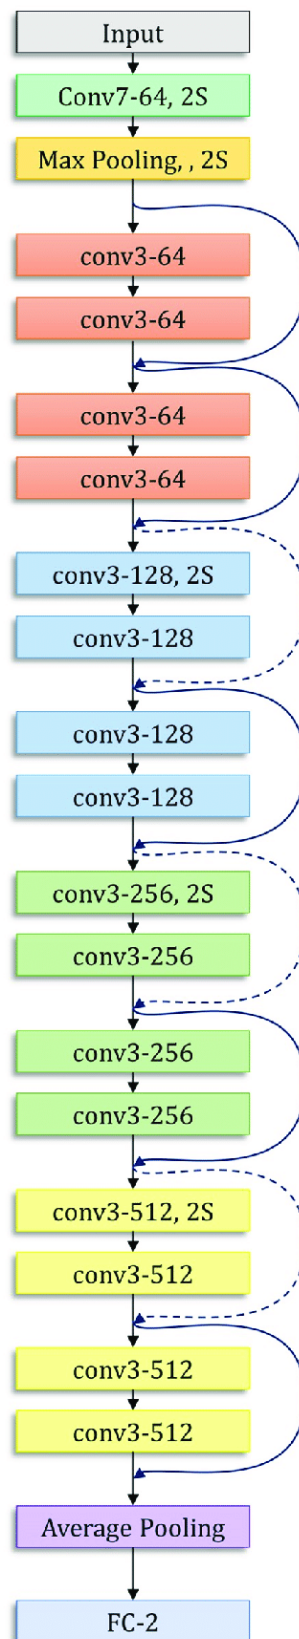 Input
Conv7-64, 2S
Max Pooling, , 2S
conv3-64
conv3-64
conv3-64
conv3-64
conv3-128, 2S
conv3-128
conv3-128
conv3-128
conv3-256, 2S
conv3-256
conv3-256
conv3-256
conv3-512, 2S
conv3-512
conv3-512
conv3-512
Average Pooling
FC-2